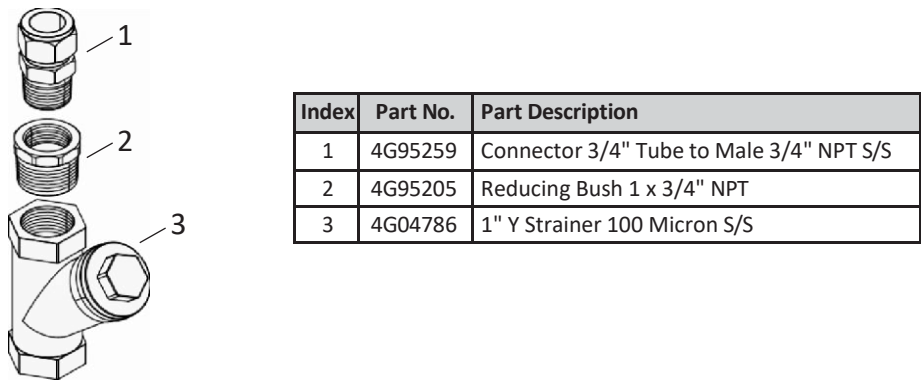 1
2
3
Index Part No. Part Description
1 4G95259 Connector 3/4" Tube to Male 3/4" NPT S/S
2 4G95205 Reducing Bush 1 x 3/4" NPT
3 4G04786 1" Y Strainer 100 Micron S/S